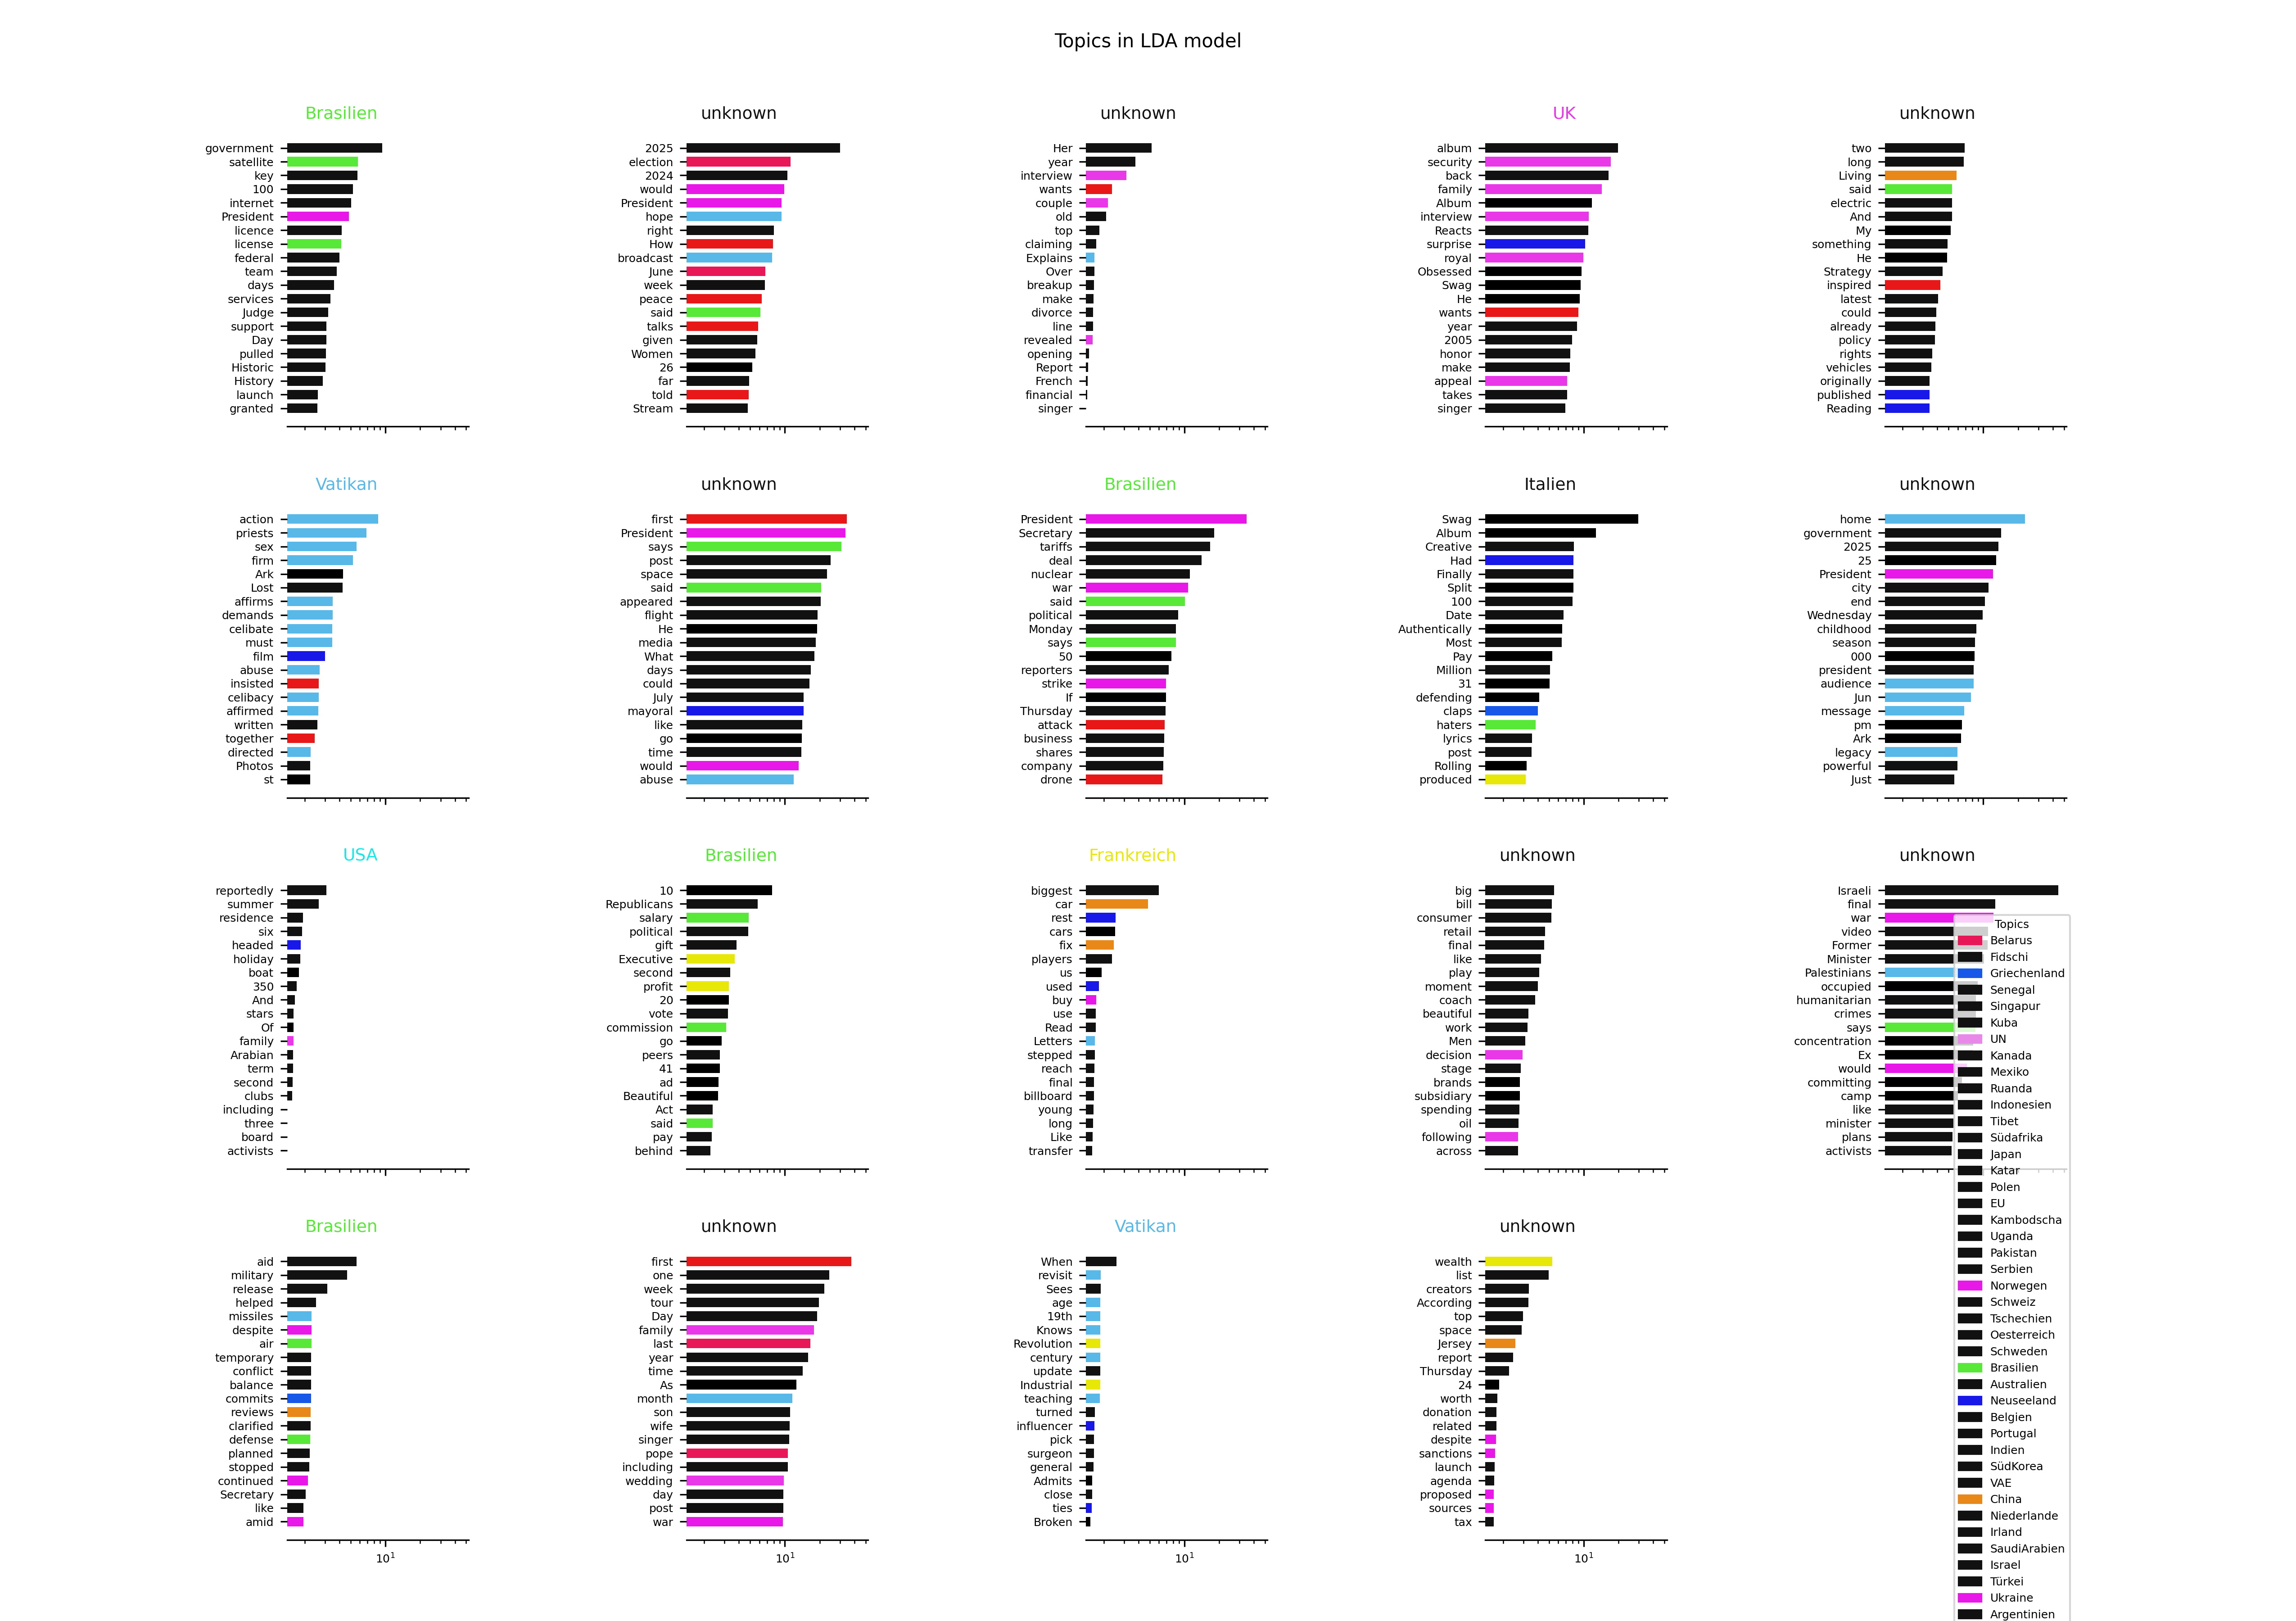 Topics in LDA model
Brasilien
government
satellite
key
100
internet
President
licence
license
federal
team
days
services
Judge
support
Day
pulled
Historic
History
launch
granted
unknown
2025
election
2024
would
President
hope
right
How
broadcast
June
week
peace
said
talks
given
Women
26
far
told
Stream
unknown
Her
year
interview
wants
couple
old
top
claiming
Explains
Over
breakup
make
divorce
line
revealed
opening
Report
French
financial
singer
UK
album
security
back
family
Album
interview
Reacts
surprise
royal
Obsessed
Swag
He
wants
year
2005
honor
make
appeal
takes
singer
unknown
two
long
Living
said
electric
And
My
something
He
Strategy
inspired
latest
could
already
policy
rights
vehicles
originally
published
Reading
Vatikan
action
priests
sex
firm
Ark
Lost
affirms
demands
celibate
must
film
abuse
insisted
celibacy
affirmed
written
together
directed
Photos
st
unknown
first
President
says
post
space
said
appeared
flight
He
media
What
days
could
July
mayoral
like
go
time
would
abuse
Brasilien
President
Secretary
tariffs
deal
nuclear
war
said
political
Monday
says
50
reporters
strike
If
Thursday
attack
business
shares
company
drone
Italien
Swag
Album
Creative
Had
Finally
Split
100
Date
Authentically
Most
Pay
Million
31
defending
claps
haters
lyrics
post
Rolling
produced
unknown
home
government
2025
25
President
city
end
Wednesday
childhood
season
000
president
audience
Jun
message
pm
Ark
legacy
powerful
Just
USA
reportedly
summer
residence
six
headed
holiday
boat
350
And
stars
Of
family
Arabian
term
second
clubs
including
three
board
activists
Brasilien
10
Republicans
salary
political
gift
Executive
second
profit
20
vote
commission
go
peers
41
ad
Beautiful
Act
said
pay
behind
Frankreich
biggest
car
rest
cars
fix
players
us
used
buy
use
Read
Letters
stepped
reach
final
billboard
young
long
Like
transfer
unknown
big
bill
consumer
retail
final
like
play
moment
coach
beautiful
work
Men
decision
stage
brands
subsidiary
spending
oil
following
across
unknown
Israeli
final
war
video
Former
Minister
Palestinians
occupied
humanitarian
crimes
says
concentration
Ex
would
committing
camp
like
minister
plans
activists
Brasilien
aid
military
release
helped
missiles
despite
air
temporary
conflict
balance
commits
reviews
clarified
defense
planned
stopped
continued
Secretary
like
amid
10¹
unknown
first
one
week
tour
Day
family
last
year
time
As
month
son
wife
singer
pope
including
wedding
day
post
war
10¹
Vatikan
When
revisit
Sees
age
19th
Knows
Revolution
century
update
Industrial
teaching
turned
influencer
pick
surgeon
general
Admits
close
ties
Broken
10¹
unknown
wealth
list
creators
According
top
space
Jersey
report
Thursday
24
worth
donation
related
despite
sanctions
launch
agenda
proposed
sources
tax
10¹
Topics
Belarus
Fidschi
Griechenland
Senegal
Singapur
Kuba
UN
Kanada
Mexiko
Ruanda
Indonesien
Tibet
Südafrika
Japan
Katar
Polen
EU
Kambodscha
Uganda
Pakistan
Serbien
Norwegen
Schweiz
Tschechien
Oesterreich
Schweden
Brasilien
Australien
Neuseeland
Belgien
Portugal
Indien
SüdKorea
VAE
China
Niederlande
Irland
SaudiArabien
Israel
Türkei
Ukraine
Argentinien